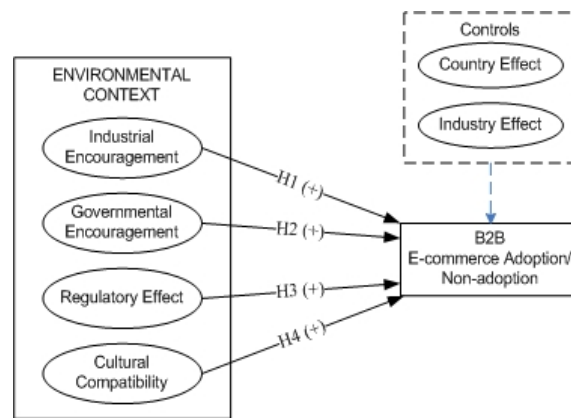 ENVIRONMENTAL
CONTEXT
Industrial
Encouragement
Governmental
Encouragement
Regulatory Effect
Cultural
Compatibility
H1 (+)
H2 (+)
H3 (+)
H4 (+)
Controls
Country Effect
Industry Effect
B2B
E-commerce Adoption/
Non-adoption